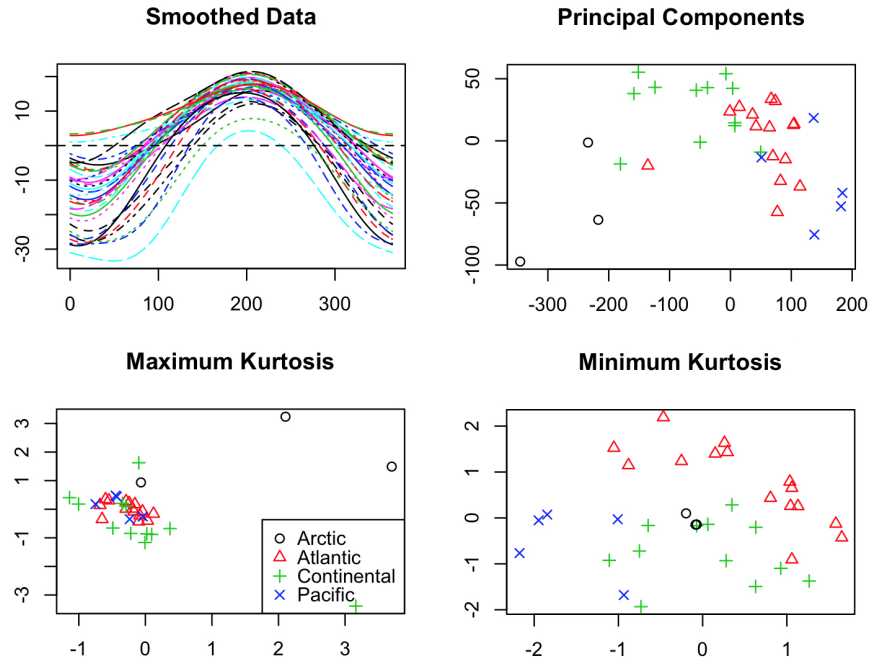 Smoothed Data
10
-10
-30
0 100 200 300
Principal Components
50
0
-50
-100
-300 -200 -100 0 100 200
Maximum Kurtosis
3
1
-1
-3
-1 0 1 2 3
Arctic
Atlantic
Continental
Pacific
Minimum Kurtosis
2
1
0
-1
-2
-2 -1 0 1